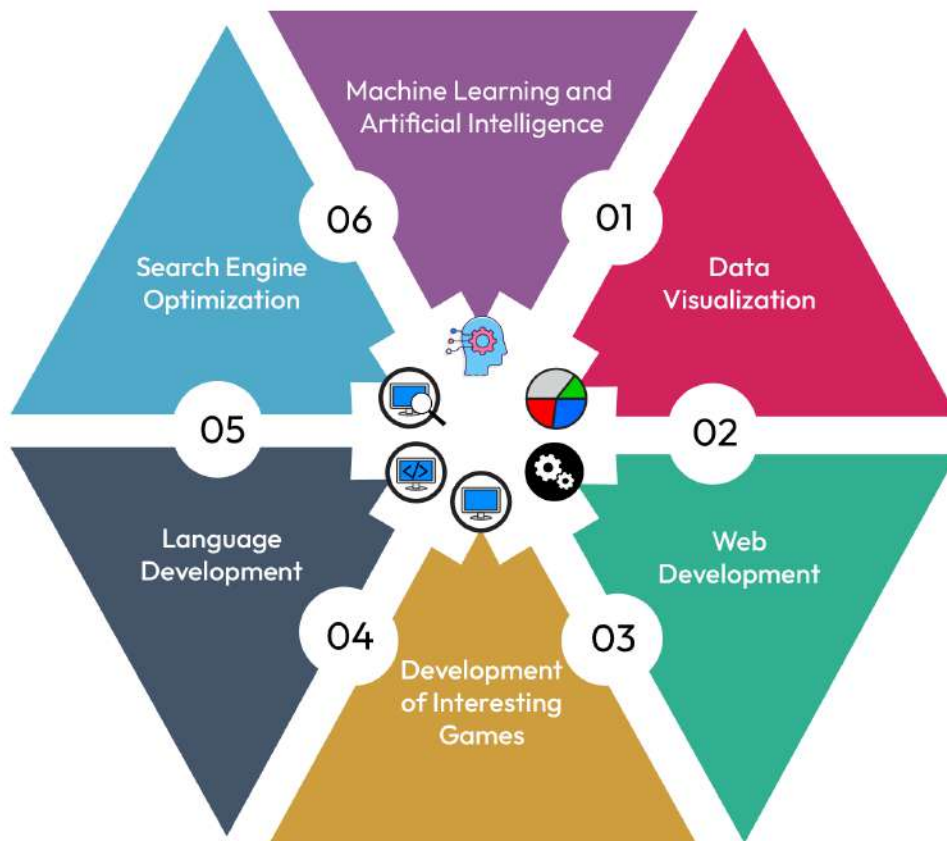 Machine Learning and
Artificial Intelligence
01
Data
Visualization
02
Web
Development
03
Development
of Interesting
Games
04
Language
Development
05
Search Engine
Optimization
06